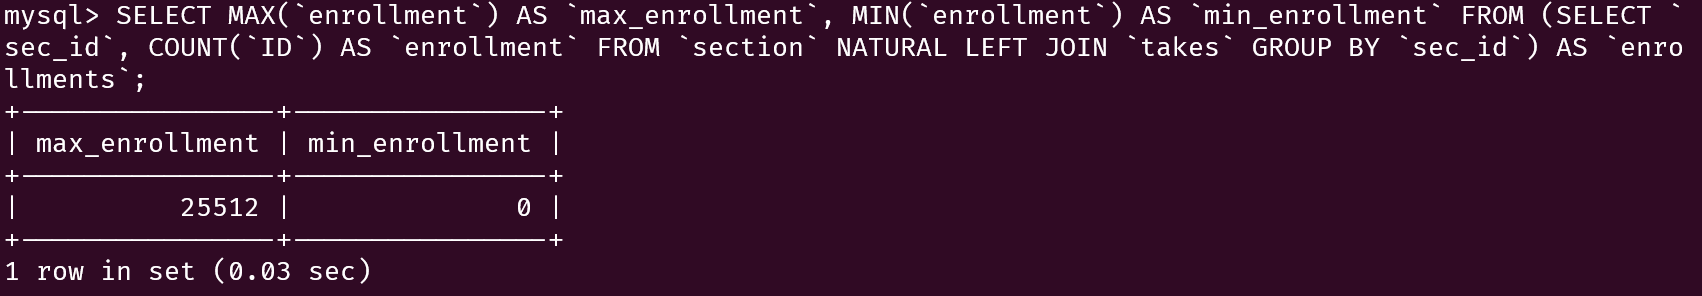 mysql> SELECT MAX(`enrollment`) AS `max_enrollment`, MIN(`enrollment`) AS `min_enrollment` FROM (SELECT `
sec_id`, COUNT(`ID`) AS `enrollment` FROM `section` NATURAL LEFT JOIN `takes` GROUP BY `sec_id`) AS `enro
llments`;
+----------------+----------------+
| max_enrollment | min_enrollment |
+----------------+----------------+
|          25512 |              0 |
+----------------+----------------+
1 row in set (0.03 sec)